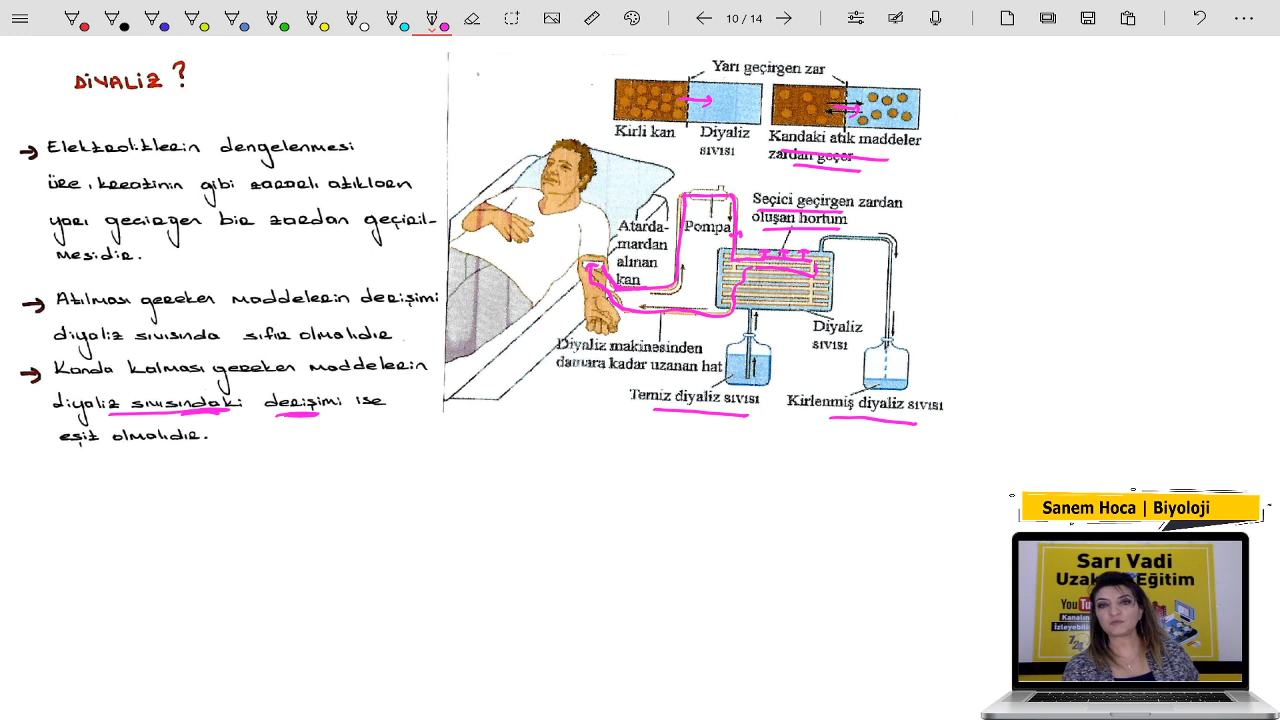 10 / 14
DİYALİZ ?
Elektrolitlerin dengelenmesi
üre, kreatinin gibi zararlı atıkların
yarı geçirgen bir zardan geçiril-
mesidir.
Atılması gereken maddelerin derişimi
diyaliz sıvısında sıfır olmalıdır.
Kanda kalması gereken maddelerin
diyaliz sıvısındaki derişimi ise
eşit olmalıdır.
Yarı geçirgen zar
Kirli kan
Diyaliz
sıvısı
Kandaki atık maddeler
zardan geçer
Seçici geçirgen zardan
oluşan hortum
Pompa
Atarda-
mardan
alınan
kan
Diyaliz
sıvısı
Diyaliz makinesinden
damara kadar uzanan hat
Temiz diyaliz sıvısı
Kirlenmiş diyaliz sıvısı
Sanem Hoca | Biyoloji
Sarı Vadi
Eğitim